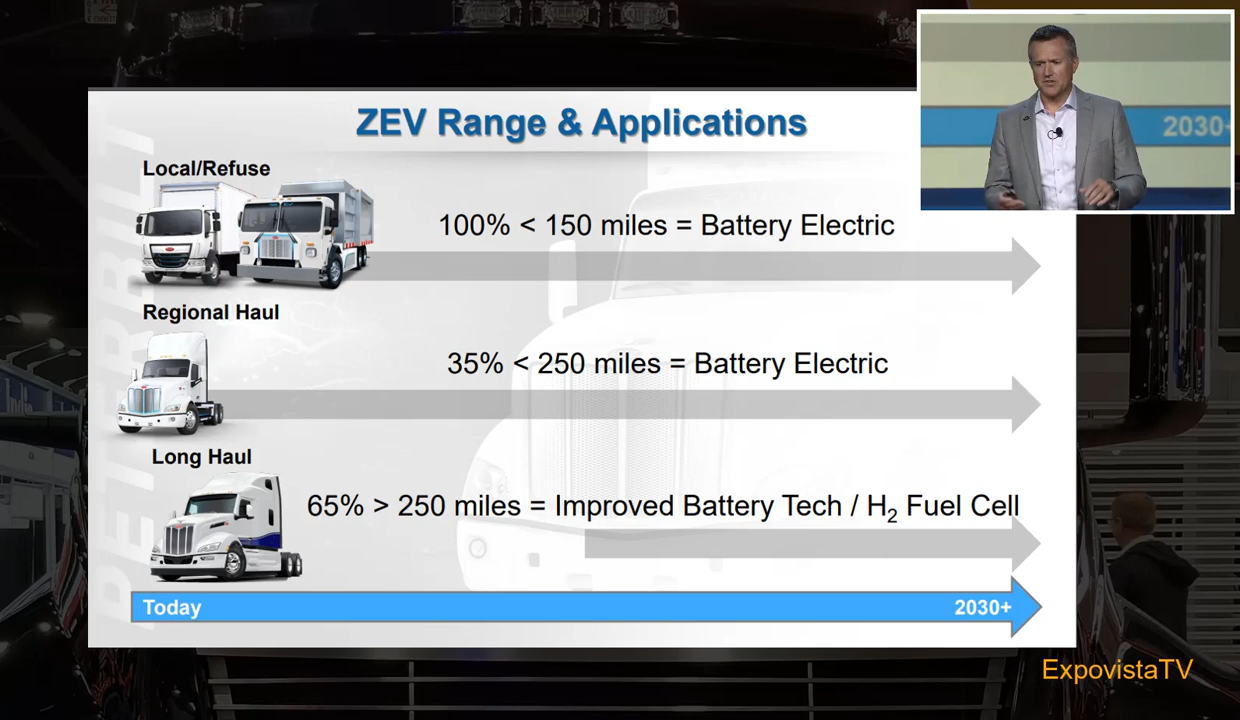 ZEV Range & Applications
2030+
Local/Refuse
100% < 150 miles = Battery Electric
Regional Haul
35% < 250 miles = Battery Electric
Long Haul
65% > 250 miles = Improved Battery Tech / H₂ Fuel Cell
Today
2030+
PETERBILT
ExpovistaTV